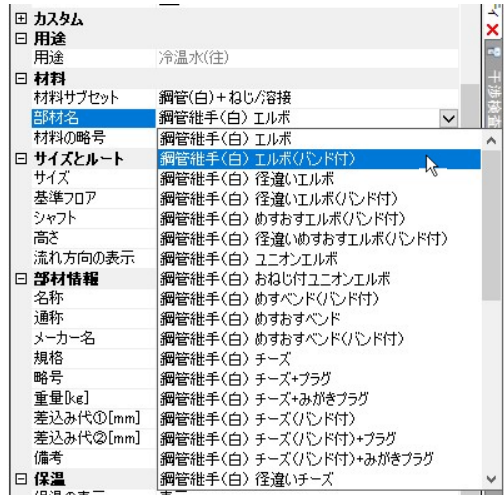 カスタム
用途
用途 冷温水(往)
材料
材料サブセット 鋼管(白)+ねじ/溶接
部材名 鋼管継手(白) エルボ
材料の略号 鋼管継手(白) エルボ
サイズとルート 鋼管継手(白) エルボ(バンド付)
サイズ 鋼管継手(白) 径違いエルボ
基準フロア 鋼管継手(白) 径違いエルボ(バンド付)
シャフト 鋼管継手(白) めすおすエルボ(バンド付)
高さ 鋼管継手(白) 径違いめすおすエルボ(バンド付)
流れ方向の表示 鋼管継手(白) ユニオンエルボ
部材情報 鋼管継手(白) おねじ付ユニオンエルボ
名称 鋼管継手(白) めすベンド(バンド付)
通称 鋼管継手(白) めすおすベンド
メーカー名 鋼管継手(白) めすおすベンド(バンド付)
規格 鋼管継手(白) チーズ
略号 鋼管継手(白) チーズ+プラグ
重量[kg] 鋼管継手(白) チーズ+みがきプラグ
差込み代①[mm] 鋼管継手(白) チーズ(バンド付)
差込み代②[mm] 鋼管継手(白) チーズ(バンド付)+プラグ
備考 鋼管継手(白) チーズ(バンド付)+みがきプラグ
保温 鋼管継手(白) 径違いチーズ